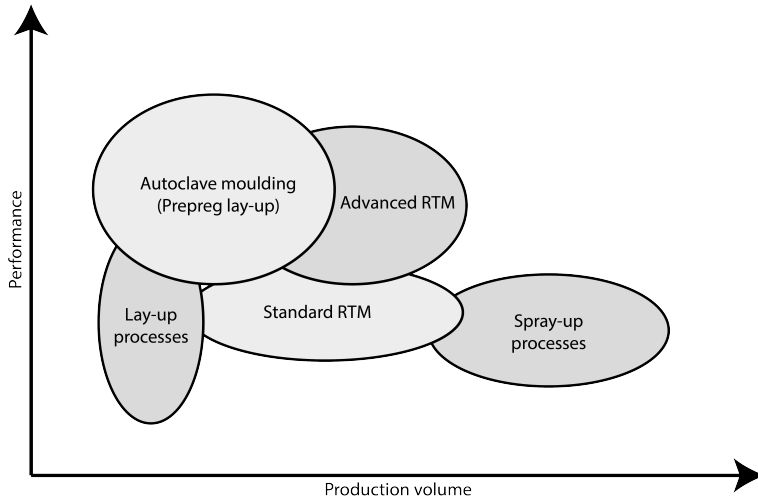 Performance
Autoclave moulding
(Prepreg lay-up)
Advanced RTM
Lay-up
processes
Standard RTM
Spray-up
processes
Production volume